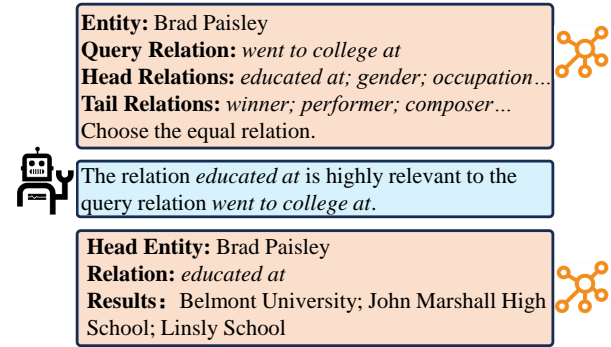 Entity: Brad Paisley
Query Relation: went to college at
Head Relations: educated at; gender; occupation…
Tail Relations: winner; performer; composer…
Choose the equal relation.
The relation educated at is highly relevant to the
query relation went to college at.
Head Entity: Brad Paisley
Relation: educated at
Results： Belmont University; John Marshall High
School; Linsly School